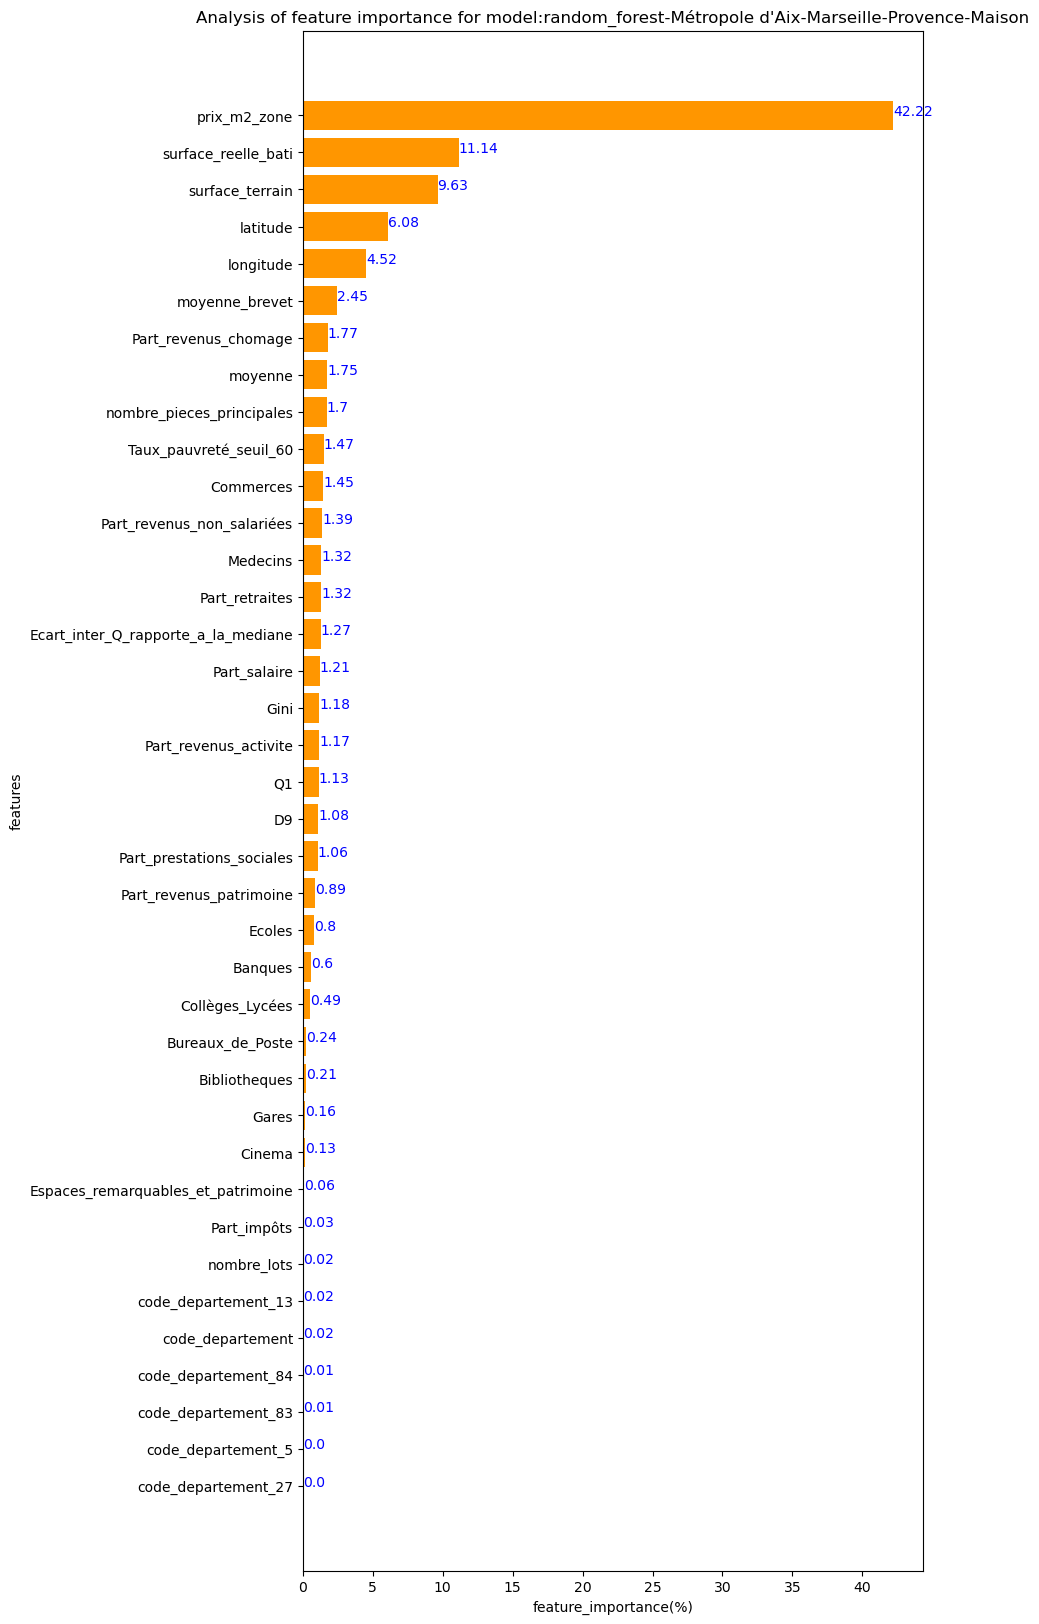 Analysis of feature importance for model:random_forest-Métropole d'Aix-Marseille-Provence-Maison
prix_m2_zone 42.22
surface_reelle_bati 11.14
surface_terrain 9.63
latitude 6.08
longitude 4.52
moyenne_brevet 2.45
Part_revenus_chomage 1.77
moyenne 1.75
nombre_pieces_principales 1.7
Taux_pauvreté_seuil_60 1.47
Commerces 1.45
Part_revenus_non_salariées 1.39
Medecins 1.32
Part_retraites 1.32
Ecart_inter_Q_rapporte_a_la_mediane 1.27
Part_salaire 1.21
Gini 1.18
Part_revenus_activite 1.17
Q1 1.13
D9 1.08
Part_prestations_sociales 1.06
Part_revenus_patrimoine 0.89
Ecoles 0.8
Banques 0.6
Collèges_Lycées 0.49
Bureaux_de_Poste 0.24
Bibliotheques 0.21
Gares 0.16
Cinema 0.13
Espaces_remarquables_et_patrimoine 0.06
Part_impôts 0.03
nombre_lots 0.02
code_departement_13 0.02
code_departement 0.02
code_departement_84 0.01
code_departement_83 0.01
code_departement_5 0.0
code_departement_27 0.0
features
0 5 10 15 20 25 30 35 40
feature_importance(%)